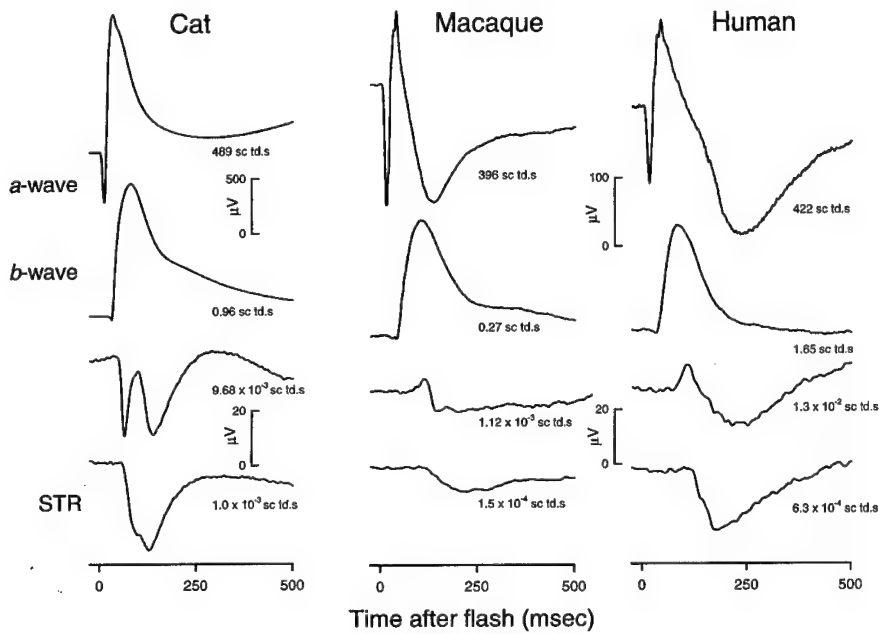 Cat
Macaque
Human
a-wave
489 sc td.s
500
µV
0
396 sc td.s
100
µV
0
422 sc td.s
b-wave
0.96 sc td.s
0.27 sc td.s
1.65 sc td.s
9.68 x 10⁻³ sc td.s
20
µV
0
1.12 x 10⁻³ sc td.s
20
µV
0
1.3 x 10⁻² sc td.s
STR
1.0 x 10⁻³ sc td.s
1.5 x 10⁻⁴ sc td.s
6.3 x 10⁻⁴ sc td.s
0 250 500
0 250 500
0 250 500
Time after flash (msec)